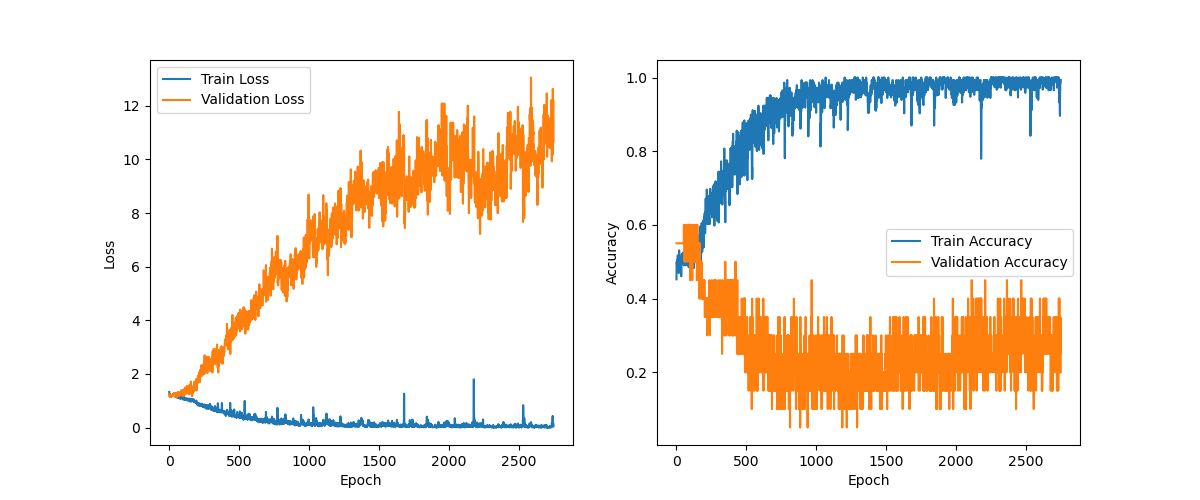 Train Loss
Validation Loss
12
10
8
6
4
2
0
Loss
0 500 1000 1500 2000 2500
Epoch
1.0
0.8
0.6
0.4
0.2
Accuracy
Train Accuracy
Validation Accuracy
0 500 1000 1500 2000 2500
Epoch